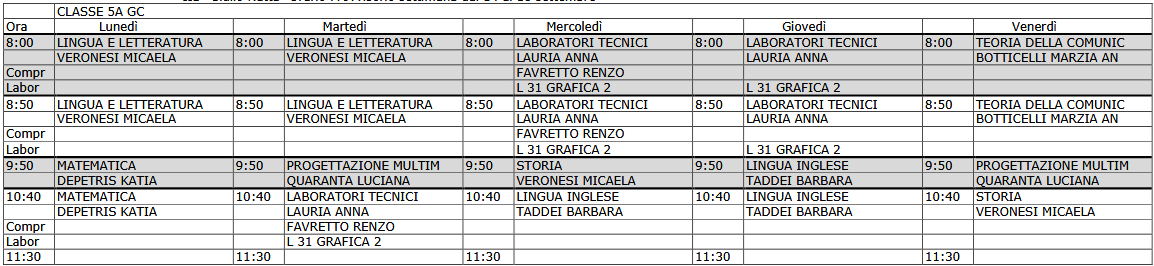 CLASSE 5A GC
Ora Lunedì Martedì Mercoledì Giovedì Venerdì
8:00 LINGUA E LETTERATURA 8:00 LINGUA E LETTERATURA 8:00 LABORATORI TECNICI 8:00 LABORATORI TECNICI 8:00 TEORIA DELLA COMUNIC
VERONESI MICAELA VERONESI MICAELA LAURIA ANNA LAURIA ANNA BOTTICELLI MARZIA AN
Compr FAVRETTO RENZO
Labor L 31 GRAFICA 2 L 31 GRAFICA 2
8:50 LINGUA E LETTERATURA 8:50 LINGUA E LETTERATURA 8:50 LABORATORI TECNICI 8:50 LABORATORI TECNICI 8:50 TEORIA DELLA COMUNIC
VERONESI MICAELA VERONESI MICAELA LAURIA ANNA LAURIA ANNA BOTTICELLI MARZIA AN
Compr FAVRETTO RENZO
Labor L 31 GRAFICA 2 L 31 GRAFICA 2
9:50 MATEMATICA 9:50 PROGETTAZIONE MULTIM 9:50 STORIA 9:50 LINGUA INGLESE 9:50 PROGETTAZIONE MULTIM
DEPETRIS KATIA QUARANTA LUCIANA VERONESI MICAELA TADDEI BARBARA QUARANTA LUCIANA
10:40 MATEMATICA 10:40 LABORATORI TECNICI 10:40 LINGUA INGLESE 10:40 LINGUA INGLESE 10:40 STORIA
DEPETRIS KATIA LAURIA ANNA TADDEI BARBARA TADDEI BARBARA VERONESI MICAELA
Compr FAVRETTO RENZO
Labor L 31 GRAFICA 2
11:30 11:30 11:30 11:30 11:30